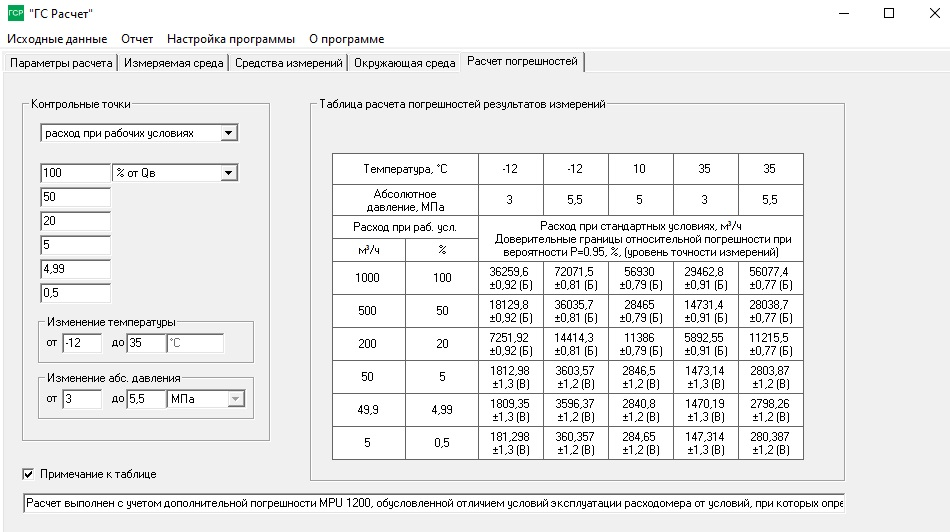 ГСР "ГС Расчет"
Исходные данные Отчет Настройка программы О программе
Параметры расчета Измеряемая среда Средства измерений Окружающая среда Расчет погрешностей
Контрольные точки
расход при рабочих условиях
100 % от Qв
50
20
5
4,99
0,5
Изменение температуры
от -12 до 35 °C
Изменение абс. давления
от 3 до 5,5 МПа
Таблица расчета погрешностей результатов измерений
Температура, °C -12 -12 10 35 35
Абсолютное
давление, МПа 3 5,5 5 3 5,5
Расход при раб. усл. Расход при стандартных условиях, м³/ч
Доверительные границы относительной погрешности при
м³/ч % вероятности P=0.95, %, (уровень точности измерений)
1000 100 36259,6 72071,5 56930 29462,8 56077,4
±0,92 (Б) ±0,81 (Б) ±0,79 (Б) ±0,91 (Б) ±0,77 (Б)
500 50 18129,8 36035,7 28465 14731,4 28038,7
±0,92 (Б) ±0,81 (Б) ±0,79 (Б) ±0,91 (Б) ±0,77 (Б)
200 20 7251,92 14414,3 11386 5892,55 11215,5
±0,92 (Б) ±0,81 (Б) ±0,79 (Б) ±0,91 (Б) ±0,77 (Б)
50 5 1812,98 3603,57 2846,5 1473,14 2803,87
±1,3 (В) ±1,2 (В) ±1,2 (В) ±1,3 (В) ±1,2 (В)
49,9 4,99 1809,35 3596,37 2840,8 1470,19 2798,26
±1,3 (В) ±1,2 (В) ±1,2 (В) ±1,3 (В) ±1,2 (В)
5 0,5 181,298 360,357 284,65 147,314 280,387
±1,3 (В) ±1,2 (В) ±1,2 (В) ±1,3 (В) ±1,2 (В)
Примечание к таблице
Расчет выполнен с учетом дополнительной погрешности MPU 1200, обусловленной отличием условий эксплуатации расходомера от условий, при которых опре